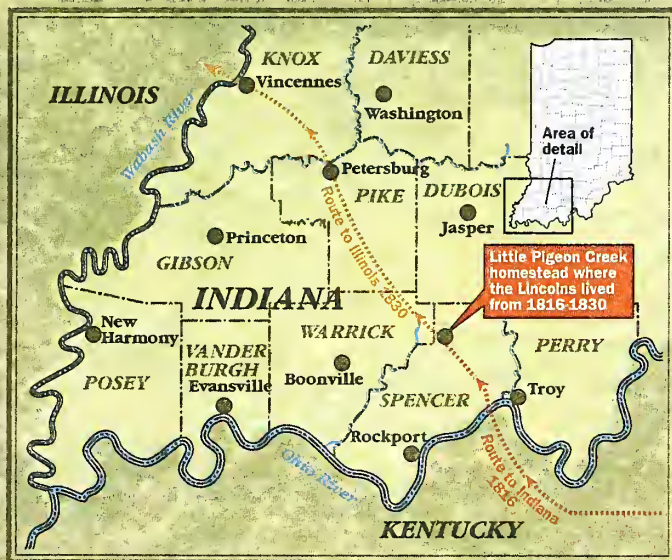 KNOX
DAVIESS
ILLINOIS
Vincennes
Washington
Wabash River
Area of
detail
Petersburg
PIKE
DUBOIS
Jasper
Princeton
GIBSON
Route to Illinois 1830
Little Pigeon Creek
homestead where
the Lincolns lived
from 1816-1830
INDIANA
New
Harmony
WARRICK
PERRY
VANDER
BURGH
Boonville
POSEY
Evansville
SPENCER
Troy
Rockport
Ohio River
Route to Indiana
1816
KENTUCKY